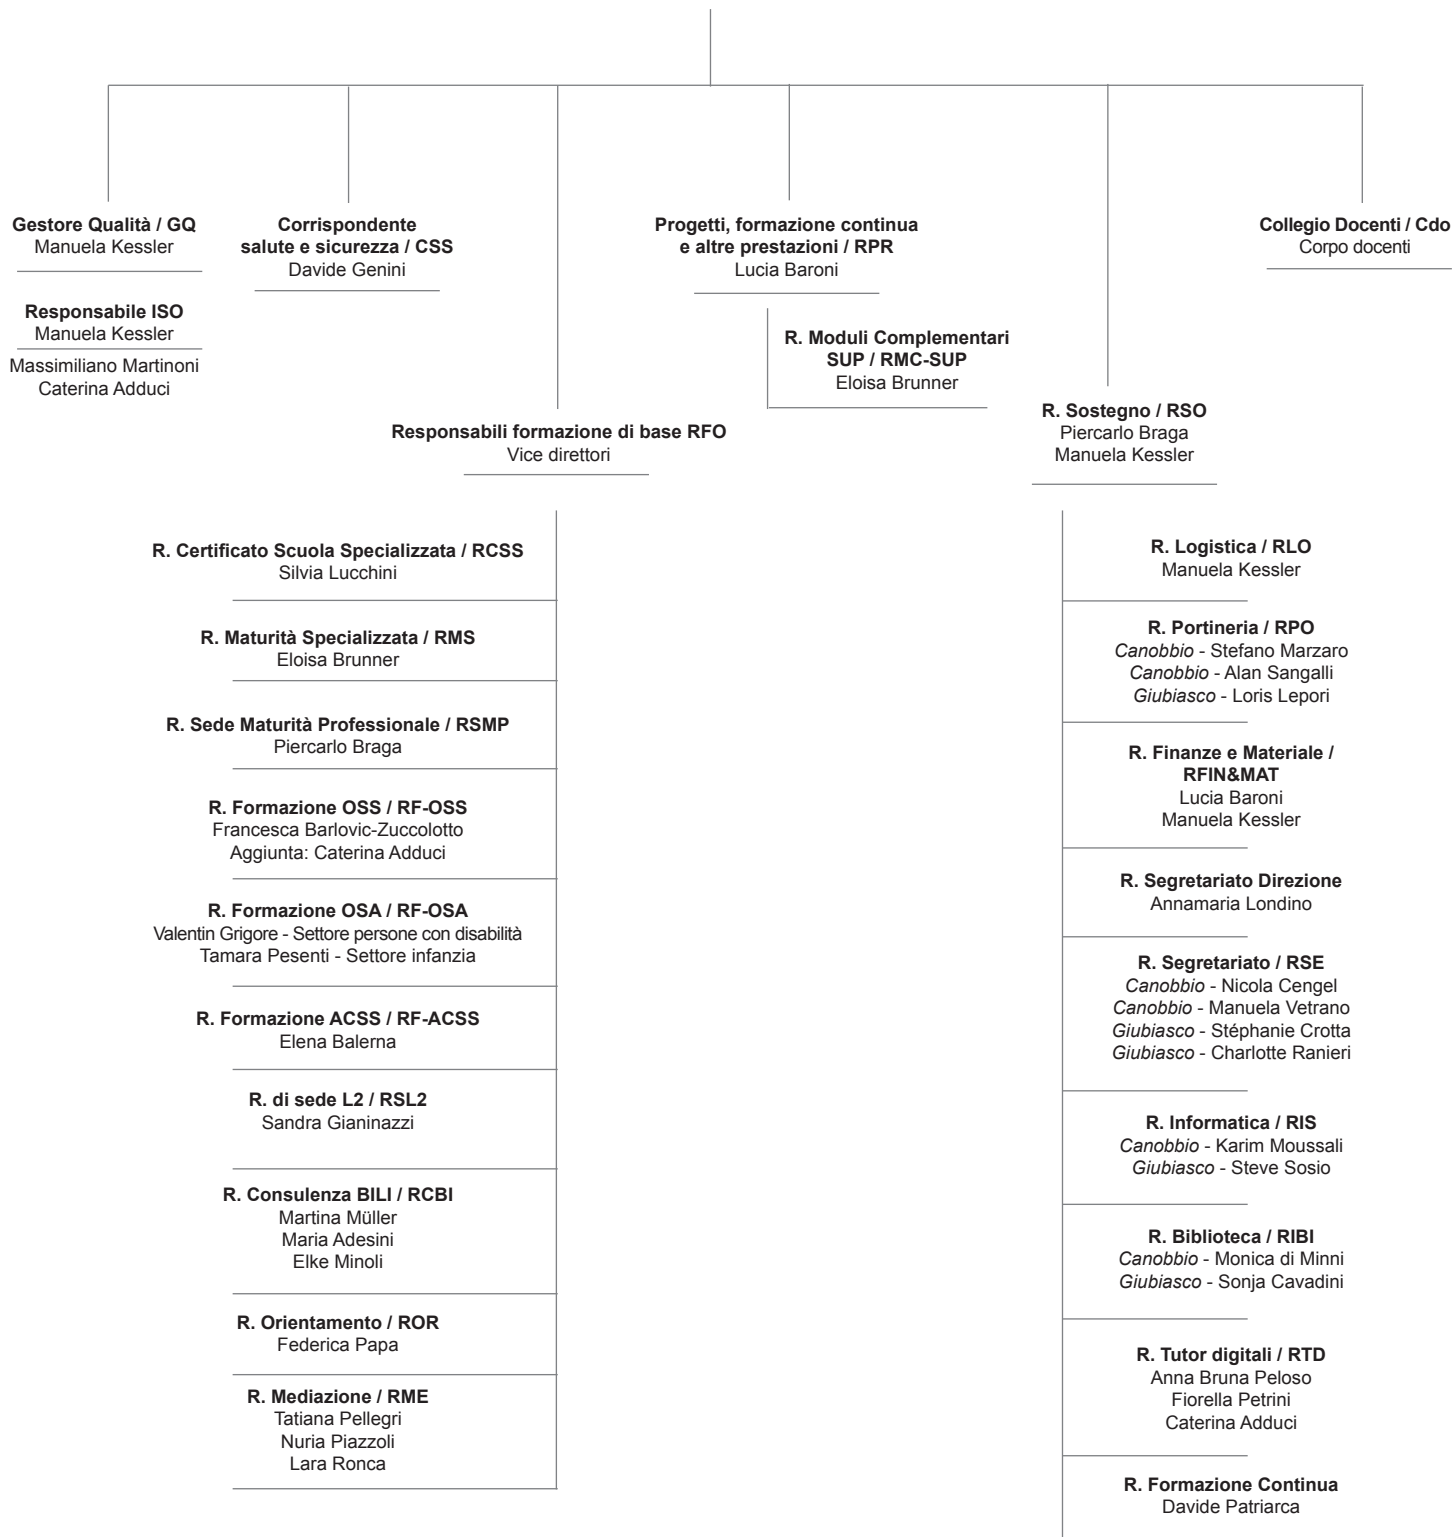 Gestore Qualità / GQ
Manuela Kessler
Responsabile ISO
Manuela Kessler
Massimiliano Martinoni
Caterina Adduci
Corrispondente
salute e sicurezza / CSS
Davide Genini
Progetti, formazione continua
e altre prestazioni / RPR
Lucia Baroni
R. Moduli Complementari
SUP / RMC-SUP
Eloisa Brunner
Collegio Docenti / Cdo
Corpo docenti
Responsabili formazione di base RFO
Vice direttori
R. Certificato Scuola Specializzata / RCSS
Silvia Lucchini
R. Maturità Specializzata / RMS
Eloisa Brunner
R. Sede Maturità Professionale / RSMP
Piercarlo Braga
R. Formazione OSS / RF-OSS
Francesca Barlovic-Zuccolotto
Aggiunta: Caterina Adduci
R. Formazione OSA / RF-OSA
Valentin Grigore - Settore persone con disabilità
Tamara Pesenti - Settore infanzia
R. Formazione ACSS / RF-ACSS
Elena Balerna
R. di sede L2 / RSL2
Sandra Gianinazzi
R. Consulenza BILI / RCBI
Martina Müller
Maria Adesini
Elke Minoli
R. Orientamento / ROR
Federica Papa
R. Mediazione / RME
Tatiana Pellegri
Nuria Piazzoli
Lara Ronca
R. Sostegno / RSO
Piercarlo Braga
Manuela Kessler
R. Logistica / RLO
Manuela Kessler
R. Portineria / RPO
Canobbio - Stefano Marzaro
Canobbio - Alan Sangalli
Giubiasco - Loris Lepori
R. Finanze e Materiale /
RFIN&MAT
Lucia Baroni
Manuela Kessler
R. Segretariato Direzione
Annamaria Londino
R. Segretariato / RSE
Canobbio - Nicola Cengel
Canobbio - Manuela Vetrano
Giubiasco - Stéphanie Crotta
Giubiasco - Charlotte Ranieri
R. Informatica / RIS
Canobbio - Karim Moussali
Giubiasco - Steve Sosio
R. Biblioteca / RIBI
Canobbio - Monica di Minni
Giubiasco - Sonja Cavadini
R. Tutor digitali / RTD
Anna Bruna Peloso
Fiorella Petrini
Caterina Adduci
R. Formazione Continua
Davide Patriarca